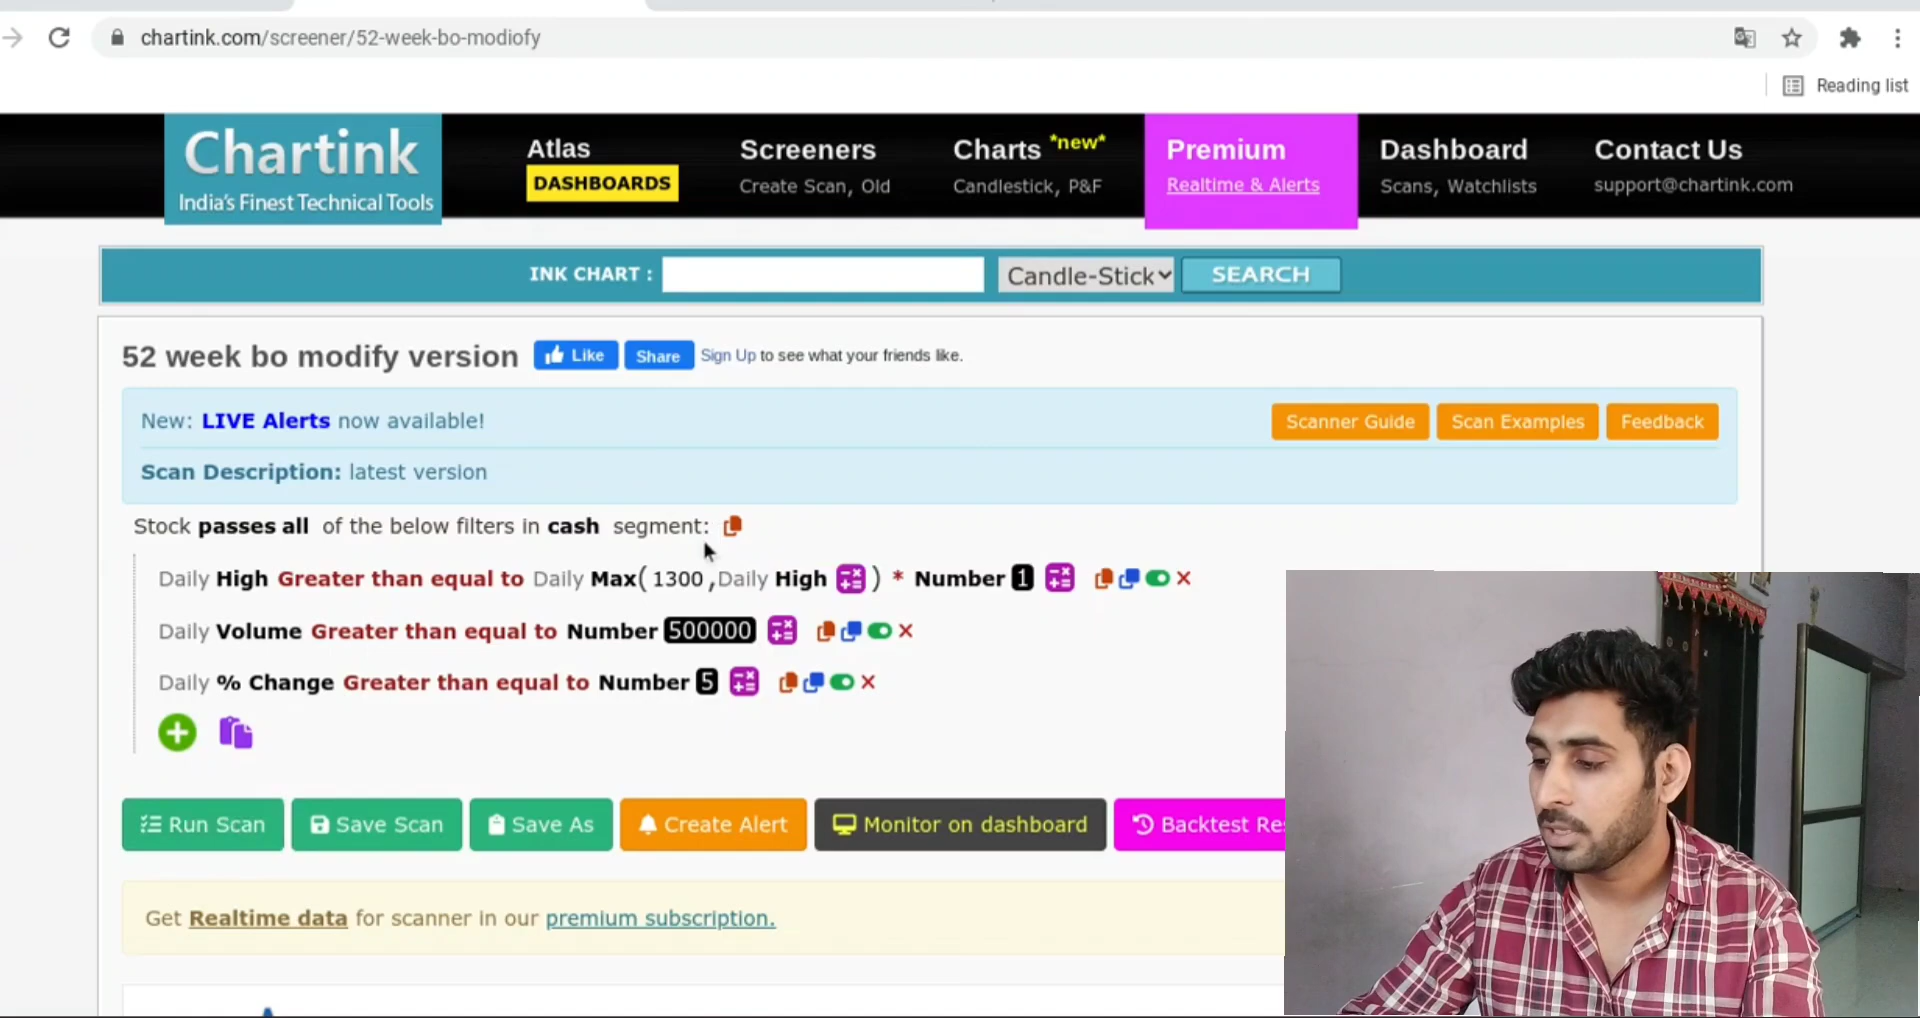 chartink.com/screener/52-week-bo-modiofy
Reading list
Chartink
India's Finest Technical Tools
Atlas
DASHBOARDS
Screeners
Create Scan, Old
Charts *new*
Candlestick, P&F
Premium
Realtime & Alerts
Dashboard
Scans, Watchlists
Contact Us
support@chartink.com
INK CHART : Candle-Stick SEARCH
52 week bo modify version Like Share Sign Up to see what your friends like.
New: LIVE Alerts now available! Scanner Guide Scan Examples Feedback
Scan Description: latest version
Stock passes all of the below filters in cash segment:
Daily High Greater than equal to Daily Max( 1300 ,Daily High ) * Number 1
Daily Volume Greater than equal to Number 500000
Daily % Change Greater than equal to Number 5
Run Scan Save Scan Save As Create Alert Monitor on dashboard Backtest Res
Get Realtime data for scanner in our premium subscription.